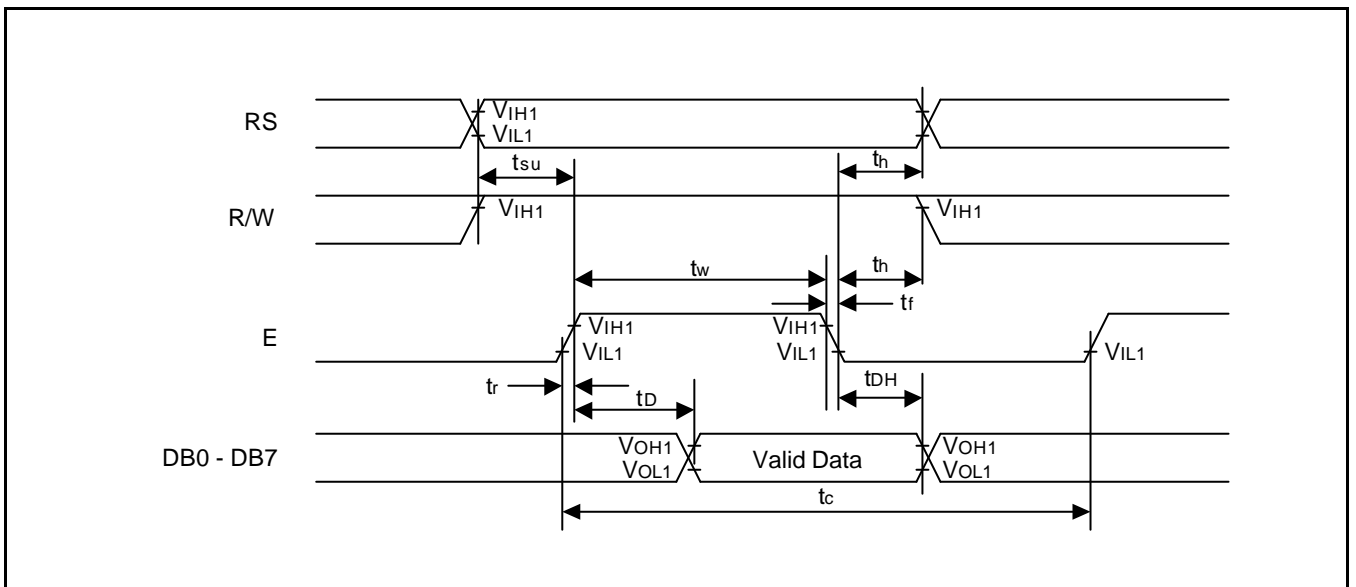 RS
VIH1
VIL1
tsu
th
R/W
VIH1
VIH1
tw
th
tf
E
VIH1
VIL1
VIH1
VIL1
VIL1
tr
tD
tDH
DB0 - DB7
VOH1
VOL1
Valid Data
VOH1
VOL1
tc